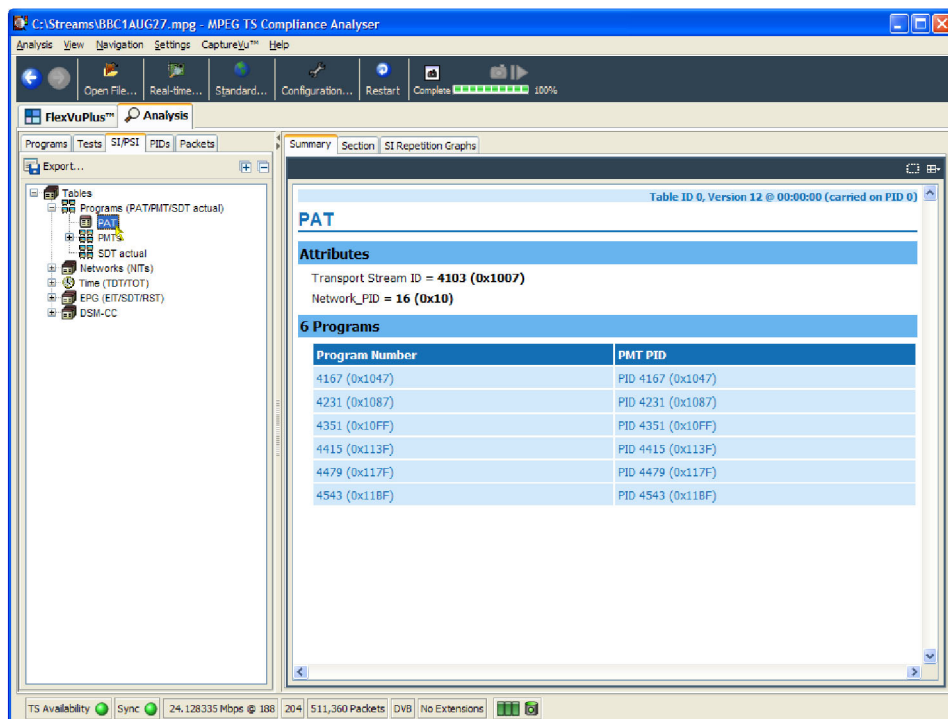 C:\Streams\BBC1AUG27.mpg - MPEG TS Compliance Analyser
Analysis View Navigation Settings CaptureVu™ Help
Open File... Real-time... Standard... Configuration... Restart Complete 100%
FlexVuPlus™ Analysis
Programs Tests SI/PSI PIDs Packets
Summary Section SI Repetition Graphs
Export...
Tables
Programs (PAT/PMT/SDT actual)
PAT
PMTs
SDT actual
Networks (NITs)
Time (TDT/TOT)
EPG (EIT/SDT/RST)
DSM-CC
Table ID 0, Version 12 @ 00:00:00 (carried on PID 0)
PAT
Attributes
Transport Stream ID = 4103 (0x1007)
Network_PID = 16 (0x10)
6 Programs
Program Number PMT PID
4167 (0x1047) PID 4167 (0x1047)
4231 (0x1087) PID 4231 (0x1087)
4351 (0x10FF) PID 4351 (0x10FF)
4415 (0x113F) PID 4415 (0x113F)
4479 (0x117F) PID 4479 (0x117F)
4543 (0x11BF) PID 4543 (0x11BF)
TS Availability Sync 24.128335 Mbps @ 188 204 511,360 Packets DVB No Extensions